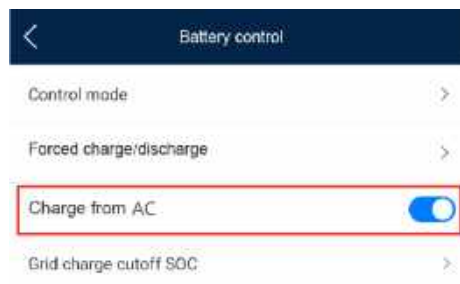 Battery control
Control mode
Forced charge/discharge
Charge from AC
Grid charge cutoff SOC